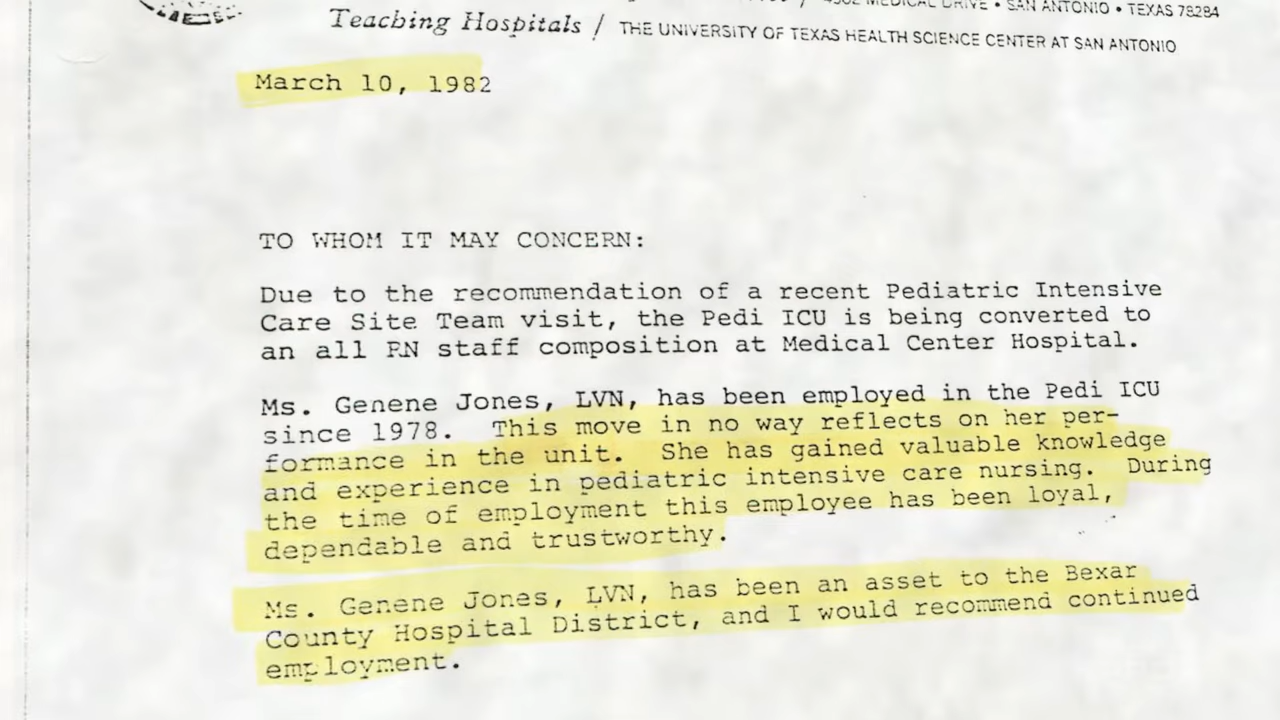 MEDICAL DRIVE • SAN ANTONIO • TEXAS 78284
Teaching Hospitals / THE UNIVERSITY OF TEXAS HEALTH SCIENCE CENTER AT SAN ANTONIO
March 10, 1982
TO WHOM IT MAY CONCERN:
Due to the recommendation of a recent Pediatric Intensive
Care Site Team visit, the Pedi ICU is being converted to
an all RN staff composition at Medical Center Hospital.
Ms. Genene Jones, LVN, has been employed in the Pedi ICU
since 1978. This move in no way reflects on her per-
formance in the unit. She has gained valuable knowledge
and experience in pediatric intensive care nursing. During
the time of employment this employee has been loyal,
dependable and trustworthy.
Ms. Genene Jones, LVN, has been an asset to the Bexar
County Hospital District, and I would recommend continued
employment.